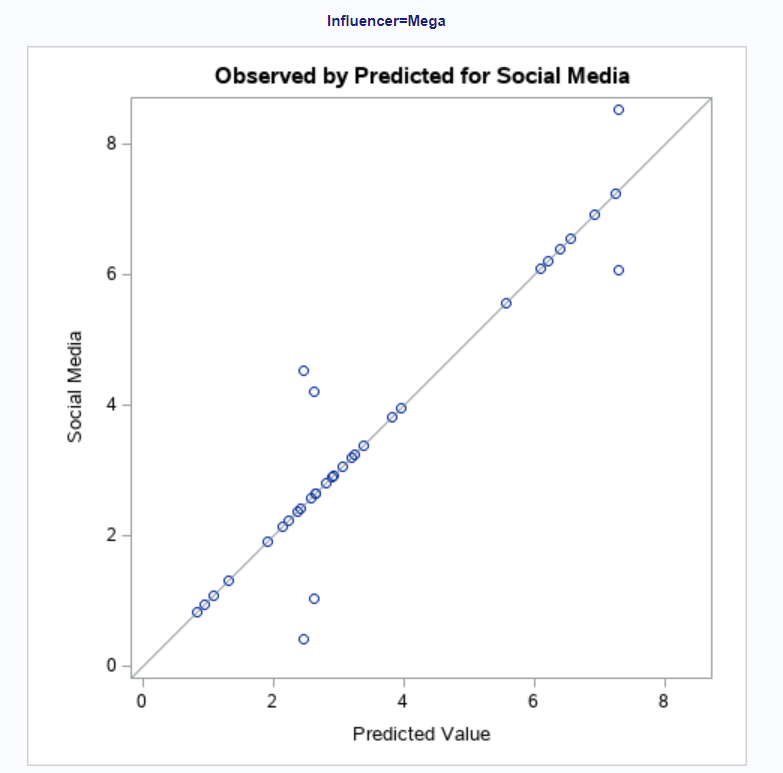 Influencer=Mega
Observed by Predicted for Social Media
8
6
4
2
0
Social Media
0 2 4 6 8
Predicted Value